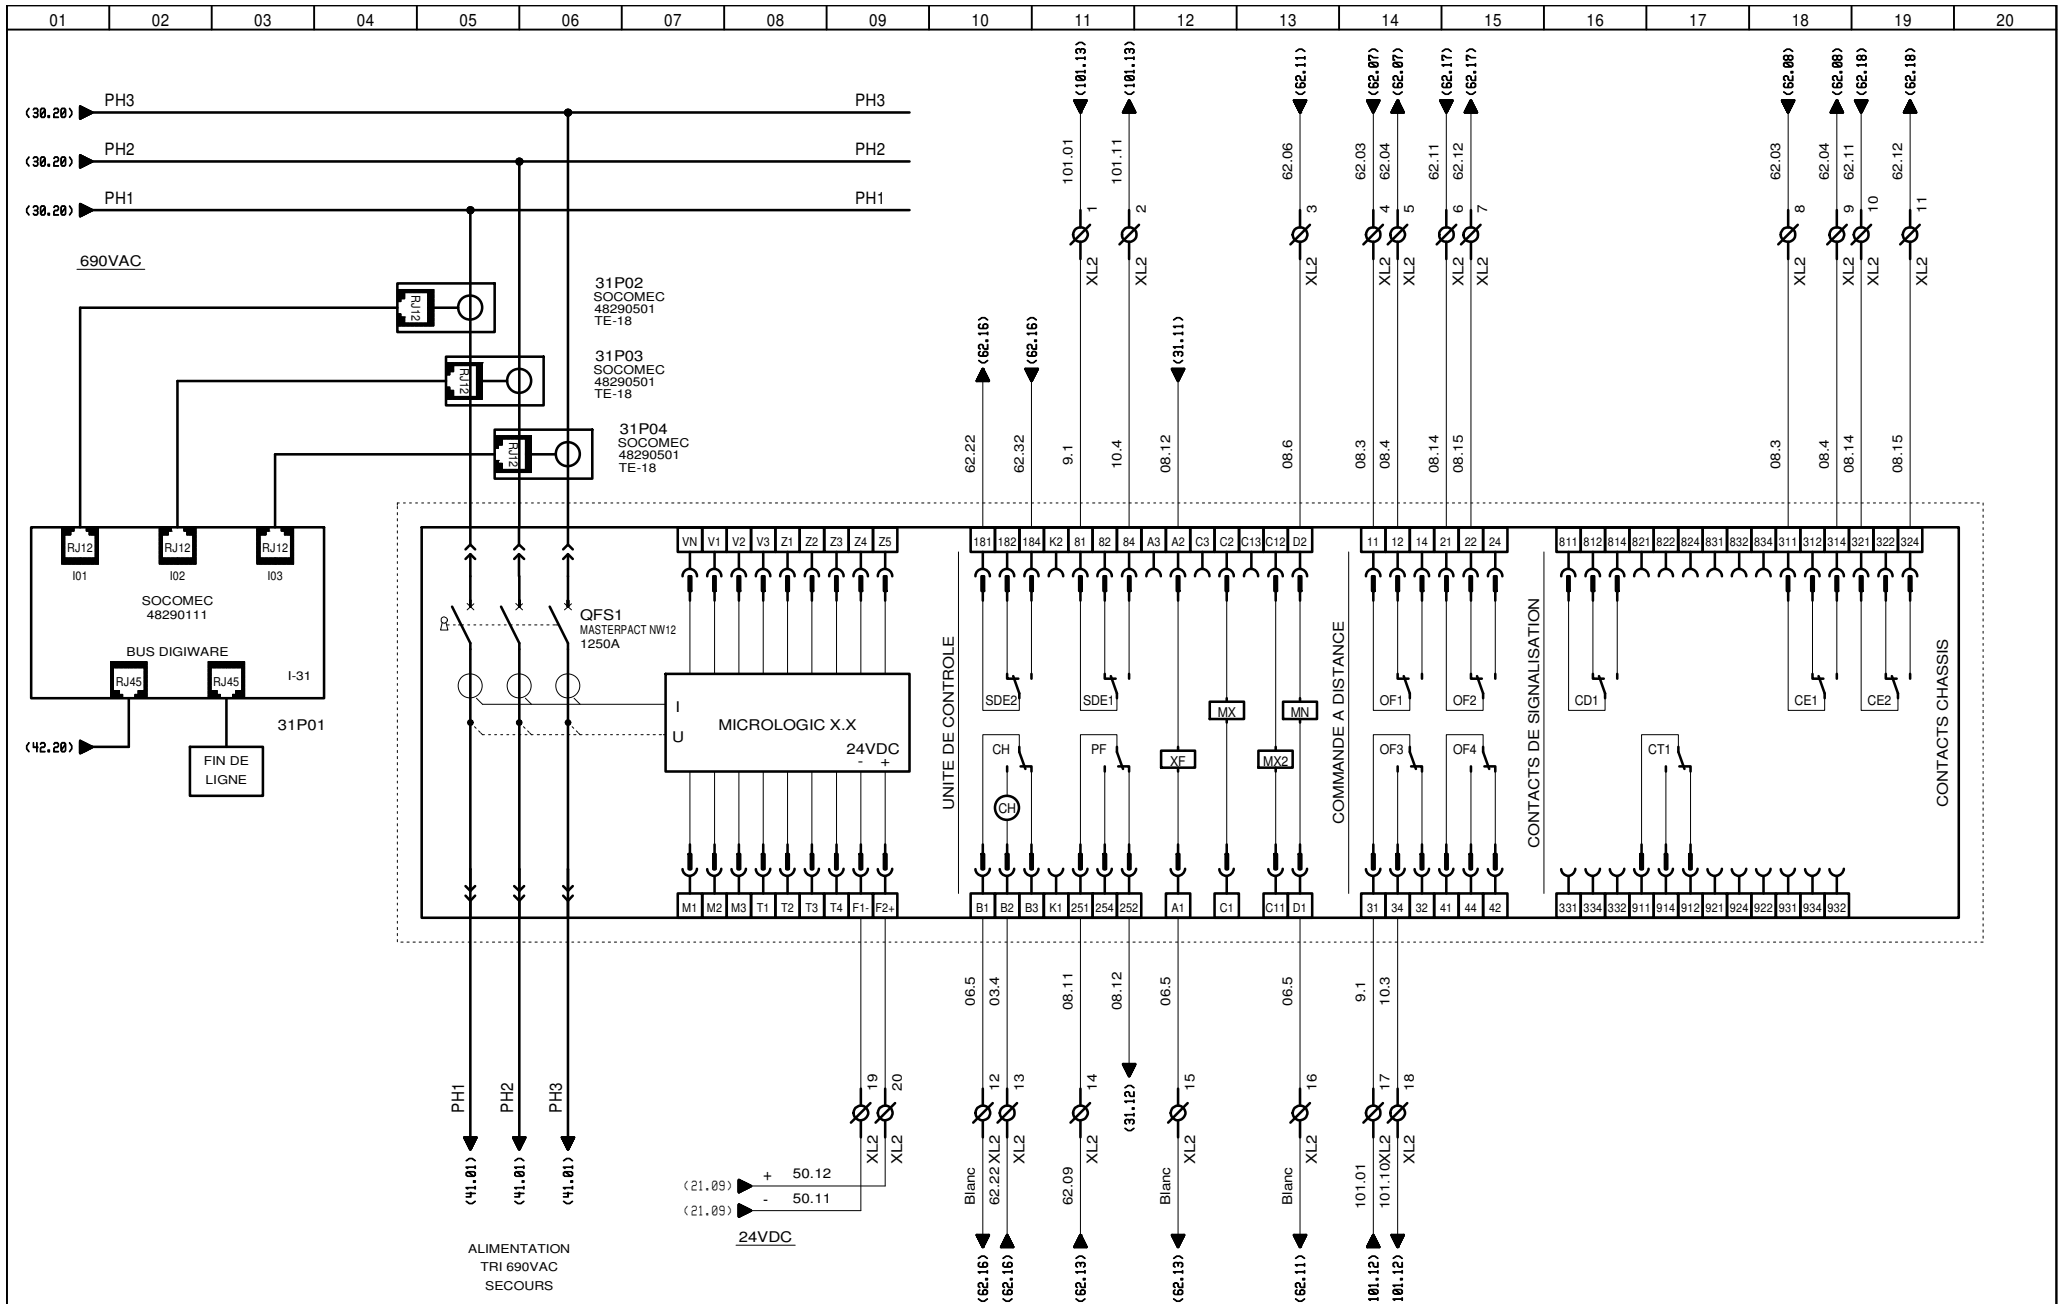 01 02 03 04 05 06 07 08 09 10 11 12 13 14 15 16 17 18 19 20
(30.20) PH3 PH3
(30.20) PH2 PH2
(30.20) PH1 PH1
690VAC
31P02
SOCOMEC
48290501
TE-18
RJ12
31P03
SOCOMEC
48290501
TE-18
RJ12
31P04
SOCOMEC
48290501
TE-18
RJ12
RJ12 RJ12 RJ12
I01 I02 I03
SOCOMEC
48290111
BUS DIGIWARE
RJ45 RJ45 I-31
31P01
(42.20)
FIN DE
LIGNE
(101.13) (101.13) (62.11) (62.07) (62.07) (62.17) (62.17) (62.08) (62.08) (62.18) (62.18)
101.01 101.11 62.06 62.03 62.04 62.11 62.12 62.03 62.04 62.11 62.12
1 2 3 4 5 6 7 8 9 10 11
XL2 XL2 XL2 XL2 XL2 XL2 XL2 XL2 XL2 XL2 XL2
(62.16) (62.16) (31.11)
62.22 62.32 9.1 10.4 08.12 08.6 08.3 08.4 08.14 08.15 08.3 08.4 08.14 08.15
VN V1 V2 V3 Z1 Z2 Z3 Z4 Z5
181 182 184 K2 81 82 84 A3 A2 C3 C2 C13 C12 D2
11 12 14 21 22 24
811 812 814 821 822 824 831 832 834 311 312 314 321 322 324
QFS1
MASTERPACT NW12
1250A
I
U
MICROLOGIC X.X
24VDC
- +
UNITE DE CONTROLE
SDE2 SDE1
CH PF
CH
XF
MX
MN
MX2
COMMANDE A DISTANCE
OF1 OF2
OF3 OF4
CONTACTS DE SIGNALISATION
CD1 CE1 CE2
CT1
CONTACTS CHASSIS
M1 M2 M3 T1 T2 T3 T4 F1- F2+
B1 B2 B3 K1 251 254 252 A1 C1 C11 D1
31 34 32 41 44 42
331 334 332 911 914 912 921 924 922 931 934 932
06.5 03.4 08.11 08.12 06.5 06.5 9.1 10.3
(31.12)
19 20 12 13 14 15 16 17 18
XL2 XL2 XL2 XL2 XL2 XL2 XL2 XL2 XL2
PH1 PH2 PH3
(41.01) (41.01) (41.01)
(21.09) + 50.12
(21.09) - 50.11
24VDC
Blanc 62.22 62.09 Blanc Blanc 101.01 101.10
(62.16) (62.16) (62.13) (62.13) (62.11) 101.12) 101.12)
ALIMENTATION
TRI 690VAC
SECOURS